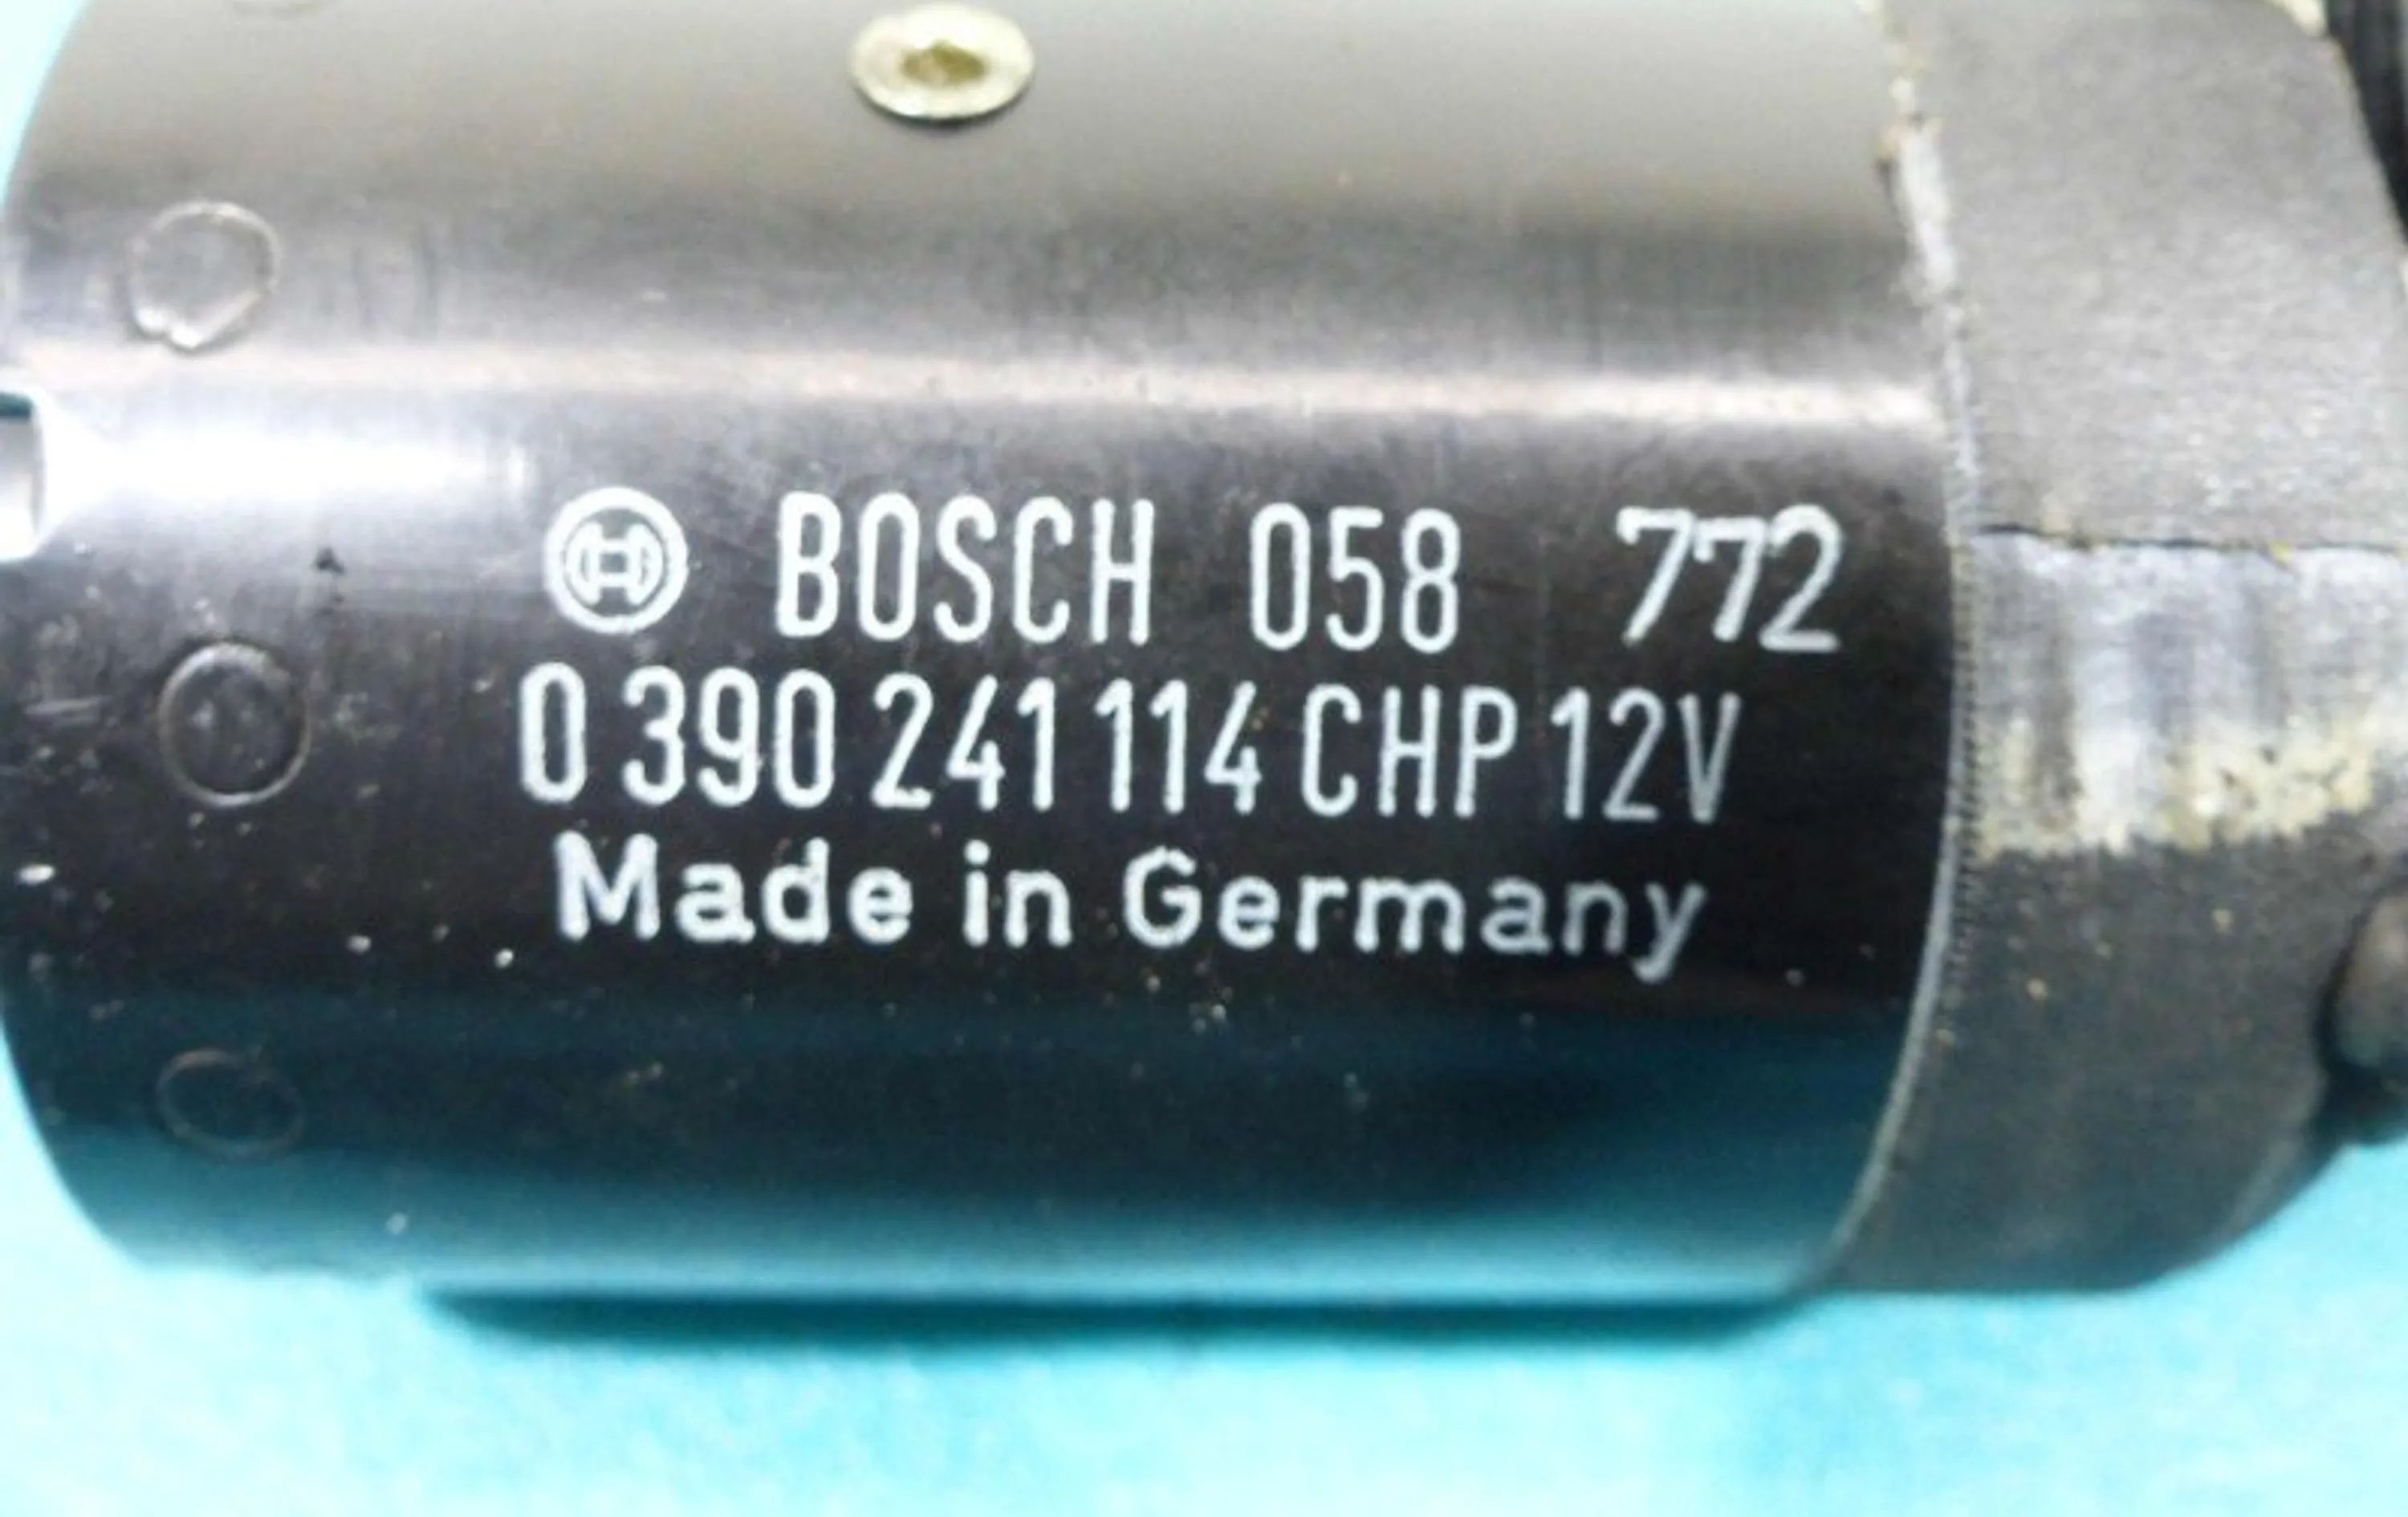 BOSCH 058 772
0 390 241 114 CHP 12V
Made in Germany